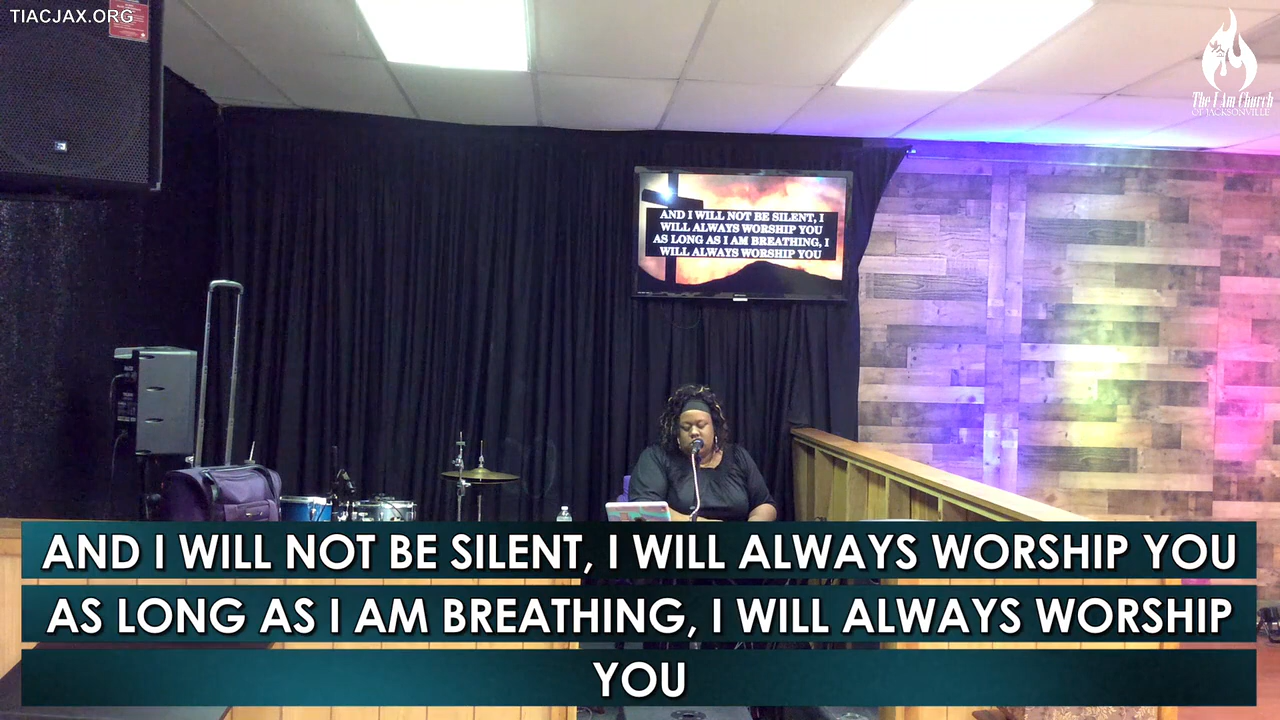 TIACJAX.ORG
The I Am Church
OF JACKSONVILLE
AND I WILL NOT BE SILENT, I
WILL ALWAYS WORSHIP YOU
AS LONG AS I AM BREATHING, I
WILL ALWAYS WORSHIP YOU
AND I WILL NOT BE SILENT, I WILL ALWAYS WORSHIP YOU
AS LONG AS I AM BREATHING, I WILL ALWAYS WORSHIP
YOU